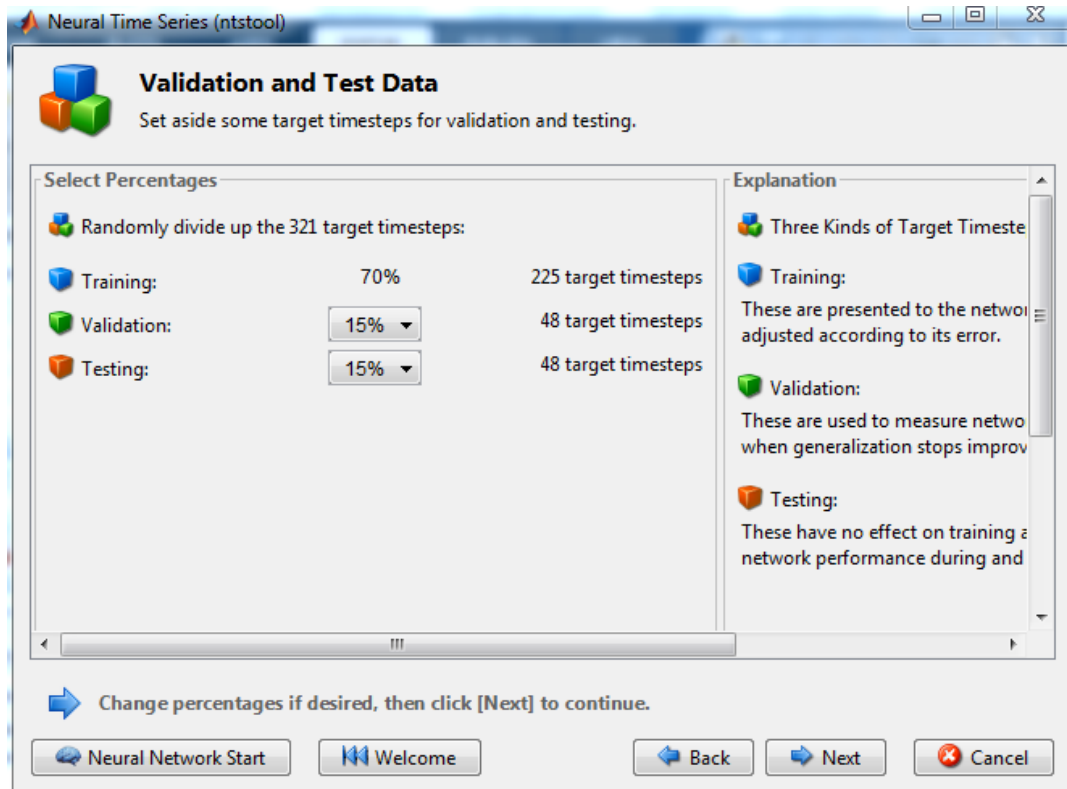 Neural Time Series (ntstool)
Validation and Test Data
Set aside some target timesteps for validation and testing.
Select Percentages
Randomly divide up the 321 target timesteps:
Training: 70% 225 target timesteps
Validation: 15% 48 target timesteps
Testing: 15% 48 target timesteps
Explanation
Three Kinds of Target Timeste
Training:
These are presented to the networ
adjusted according to its error.
Validation:
These are used to measure netwo
when generalization stops improv
Testing:
These have no effect on training a
network performance during and
Change percentages if desired, then click [Next] to continue.
Neural Network Start Welcome Back Next Cancel